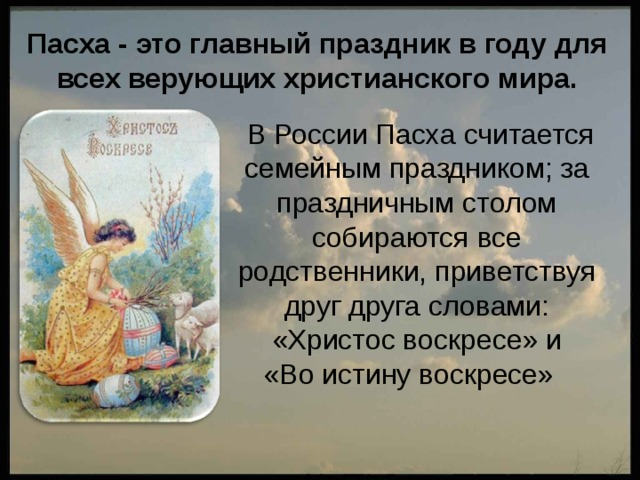 Пасха - это главный праздник в году для
всех верующих христианского мира.
Христосъ
Воскресе
В России Пасха считается
семейным праздником; за
праздничным столом
собираются все
родственники, приветствуя
друг друга словами:
«Христос воскресе» и
«Во истину воскресе»